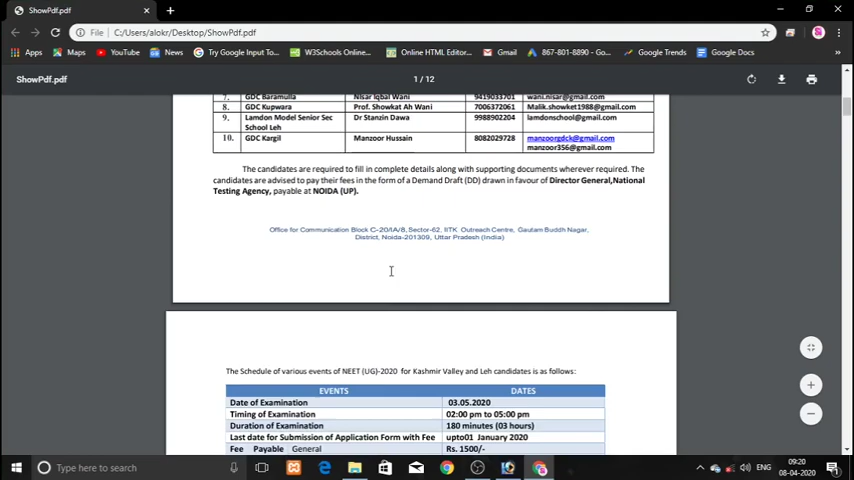 ShowPdf.pdf
File
C:/Users/alokr/Desktop/ShowPdf.pdf
Apps
Maps
YouTube
News
Try Google Input To...
W3Schools Online...
Online HTML Editor...
Gmail
867-801-8890 - Go...
Google Trends
Google Docs
ShowPdf.pdf
1 / 12
7. GDC Baramulla Nisar Iqbal Wani 9419033701 wani.nisar@gmail.com
8. GDC Kupwara Prof. Showkat Ah Wani 7006372061 Malik.showket1988@gmail.com
9. Lamdon Model Senior Sec Dr Stanzin Dawa 9988902204 lamdonschool@gmail.com
School Leh
10. GDC Kargil Manzoor Hussain 8082029728 manzoorgdck@gmail.com
manzoor356@gmail.com
The candidates are required to fill in complete details along with supporting documents wherever required. The
candidates are advised to pay their fees in the form of a Demand Draft (DD) drawn in favour of Director General,National
Testing Agency, payable at NOIDA (UP).
Office for Communication Block C-20/IA/8, Sector-62, IITK Outreach Centre, Gautam Buddh Nagar,
District, Noida-201309, Uttar Pradesh (India)
The Schedule of various events of NEET (UG)-2020 for Kashmir Valley and Leh candidates is as follows:
EVENTS DATES
Date of Examination 03.05.2020
Timing of Examination 02:00 pm to 05:00 pm
Duration of Examination 180 minutes (03 hours)
Last date for Submission of Application Form with Fee upto01 January 2020
Fee Payable General Rs. 1500/-
Type here to search
ENG
09:20
08-04-2020